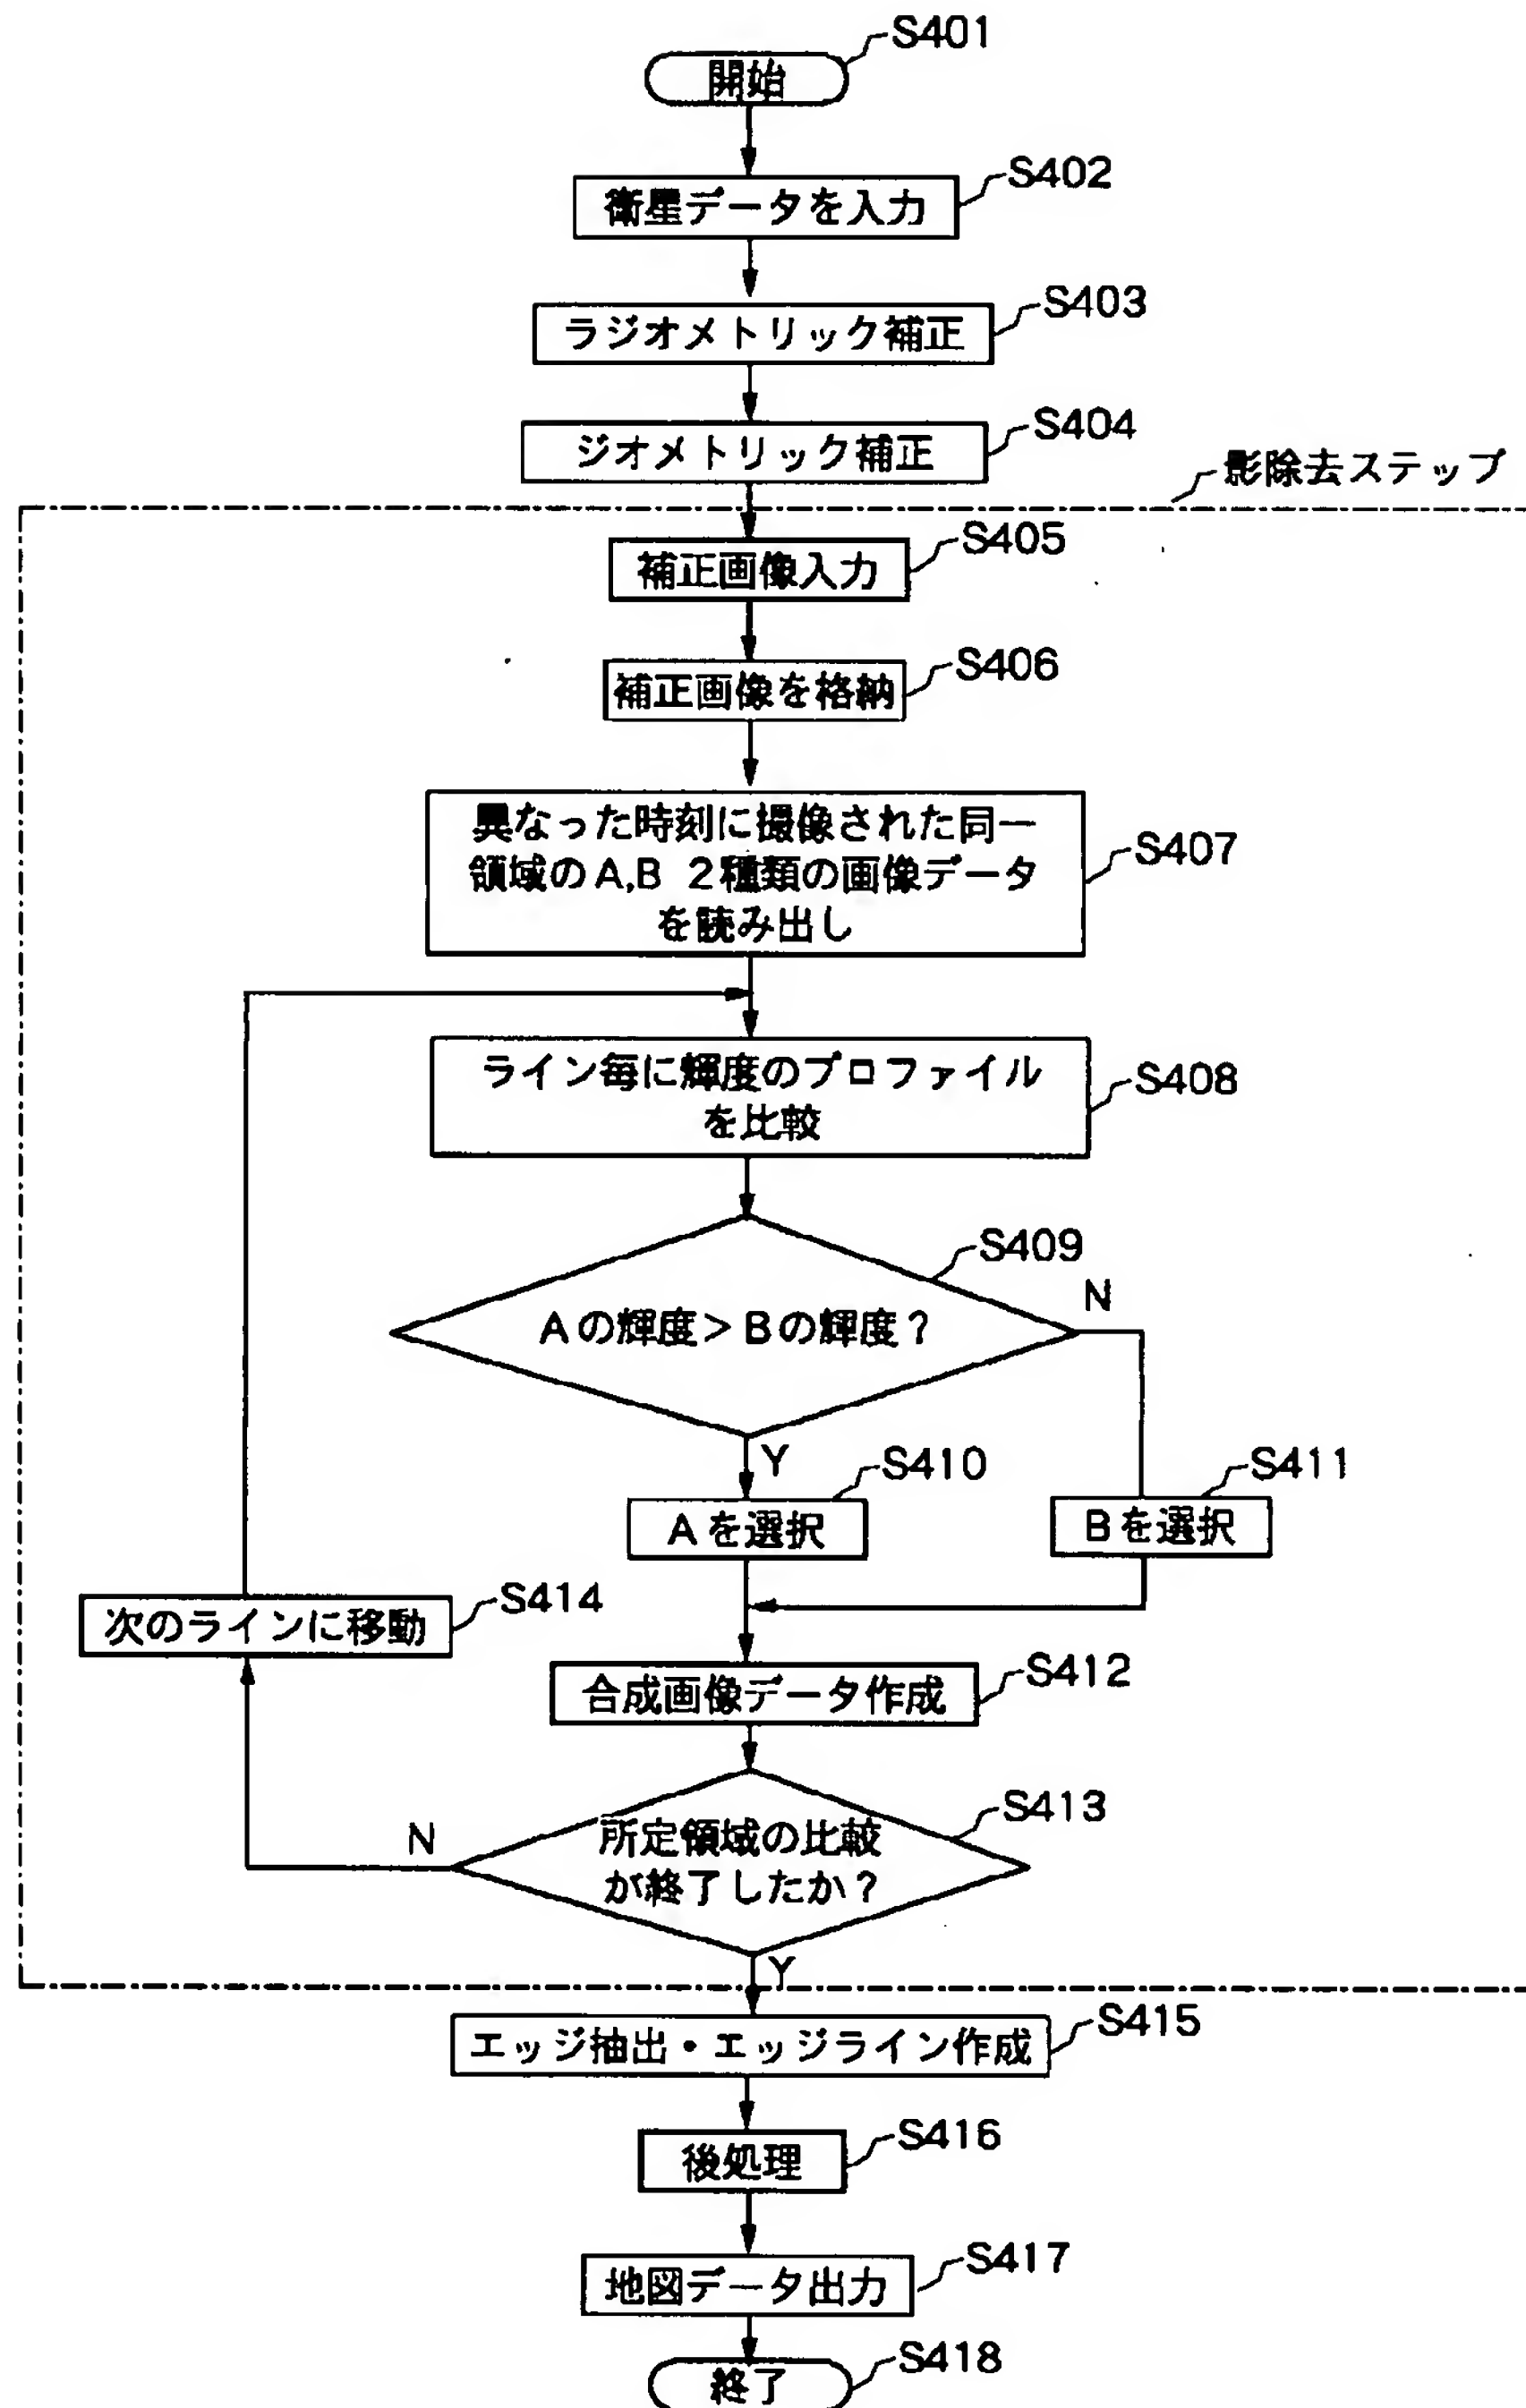 S401
開始
S402
衛星データを入力
S403
ラジオメトリック補正
S404
ジオメトリック補正
影除去ステップ
S405
補正画像入力
S406
補正画像を格納
異なった時刻に撮像された同一
領域のA,B 2種類の画像データ
を読み出し
S407
ライン毎に輝度のプロファイル
を比較
S408
S409
N
Aの輝度>Bの輝度?
Y
S410
S411
Aを選択
Bを選択
S414
次のラインに移動
S412
合成画像データ作成
S413
N
所定領域の比較
が終了したか?
Y
S415
エッジ抽出・エッジライン作成
S416
後処理
S417
地図データ出力
S418
終了